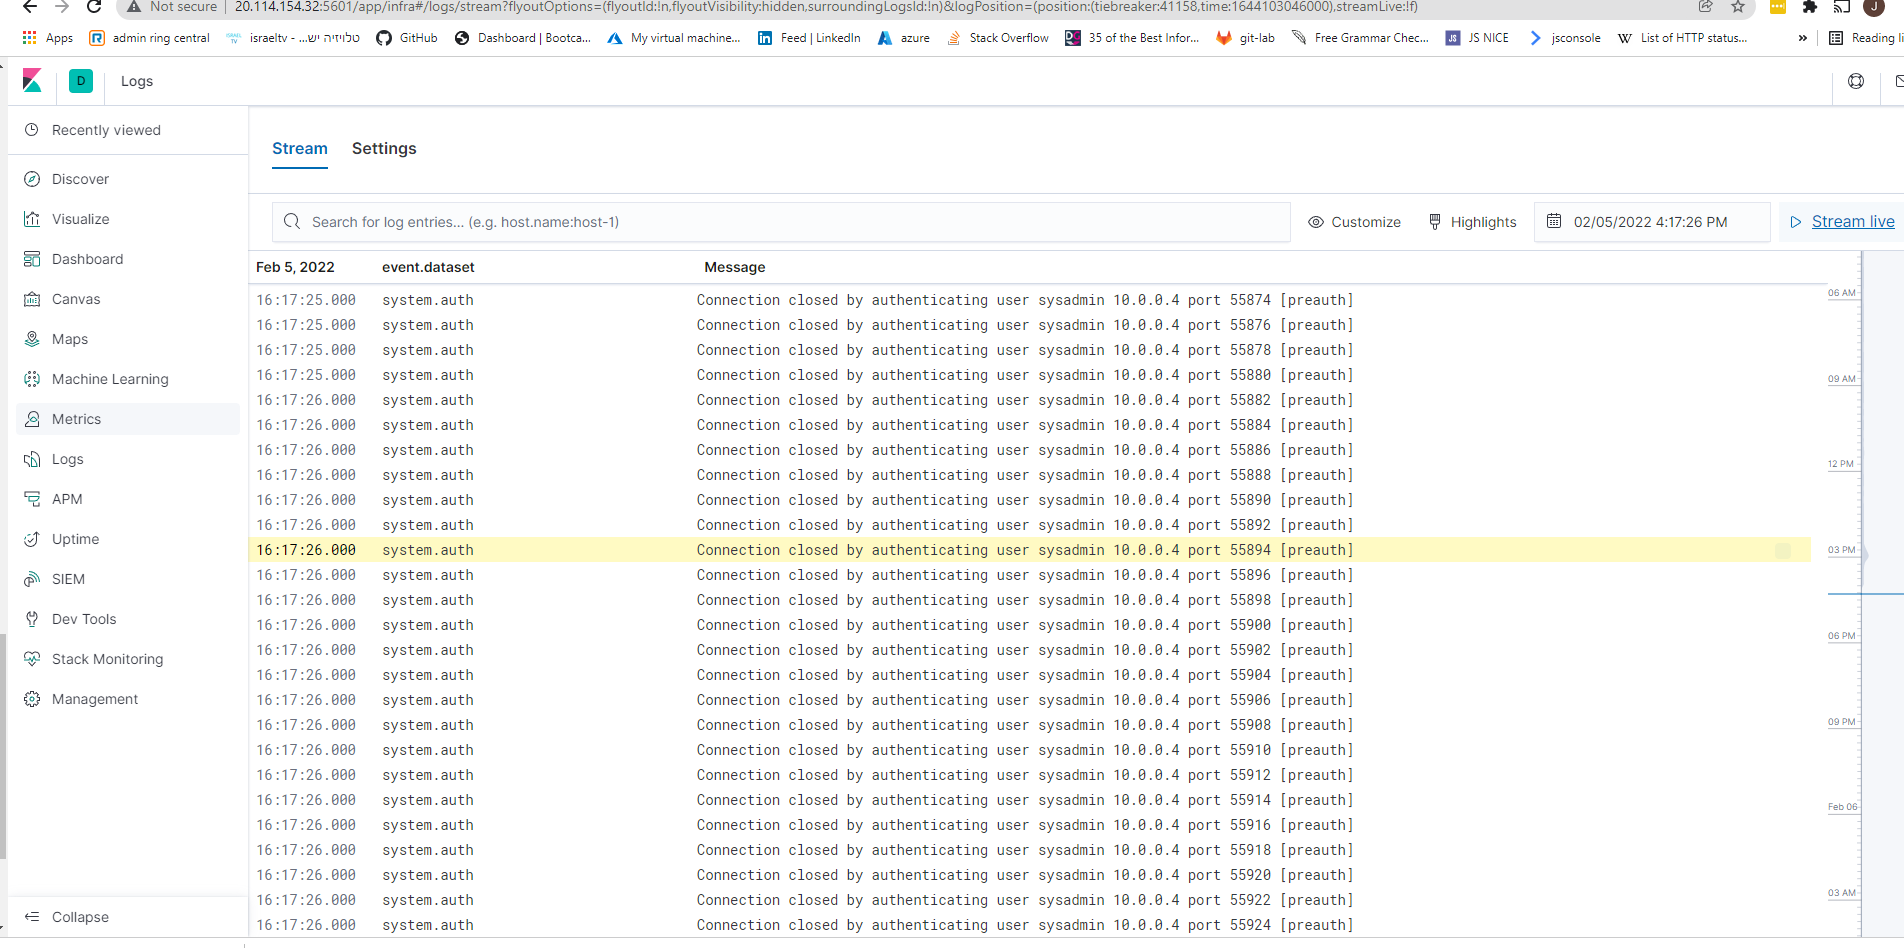 Not secure | 20.114.154.32:5601/app/infra#/logs/stream?flyoutOptions=(flyoutId:!n,flyoutVisibility:hidden,surroundingLogsId:!n)&logPosition=(position:(tiebreaker:41158,time:1644103046000),streamLive:!f)
J
Apps admin ring central israeltv - טלויזיה יש... GitHub Dashboard | Bootca... My virtual machine... Feed | LinkedIn azure Stack Overflow 35 of the Best Infor... git-lab Free Grammar Chec... JS NICE jsconsole List of HTTP status... » Reading li
D Logs
Recently viewed
Discover
Visualize
Dashboard
Canvas
Maps
Machine Learning
Metrics
Logs
APM
Uptime
SIEM
Dev Tools
Stack Monitoring
Management
Collapse
Stream Settings
Search for log entries... (e.g. host.name:host-1) Customize Highlights 02/05/2022 4:17:26 PM Stream live
Feb 5, 2022 event.dataset Message
16:17:25.000 system.auth Connection closed by authenticating user sysadmin 10.0.0.4 port 55874 [preauth]
16:17:25.000 system.auth Connection closed by authenticating user sysadmin 10.0.0.4 port 55876 [preauth]
16:17:25.000 system.auth Connection closed by authenticating user sysadmin 10.0.0.4 port 55878 [preauth]
16:17:25.000 system.auth Connection closed by authenticating user sysadmin 10.0.0.4 port 55880 [preauth]
16:17:26.000 system.auth Connection closed by authenticating user sysadmin 10.0.0.4 port 55882 [preauth]
16:17:26.000 system.auth Connection closed by authenticating user sysadmin 10.0.0.4 port 55884 [preauth]
16:17:26.000 system.auth Connection closed by authenticating user sysadmin 10.0.0.4 port 55886 [preauth]
16:17:26.000 system.auth Connection closed by authenticating user sysadmin 10.0.0.4 port 55888 [preauth]
16:17:26.000 system.auth Connection closed by authenticating user sysadmin 10.0.0.4 port 55890 [preauth]
16:17:26.000 system.auth Connection closed by authenticating user sysadmin 10.0.0.4 port 55892 [preauth]
16:17:26.000 system.auth Connection closed by authenticating user sysadmin 10.0.0.4 port 55894 [preauth]
16:17:26.000 system.auth Connection closed by authenticating user sysadmin 10.0.0.4 port 55896 [preauth]
16:17:26.000 system.auth Connection closed by authenticating user sysadmin 10.0.0.4 port 55898 [preauth]
16:17:26.000 system.auth Connection closed by authenticating user sysadmin 10.0.0.4 port 55900 [preauth]
16:17:26.000 system.auth Connection closed by authenticating user sysadmin 10.0.0.4 port 55902 [preauth]
16:17:26.000 system.auth Connection closed by authenticating user sysadmin 10.0.0.4 port 55904 [preauth]
16:17:26.000 system.auth Connection closed by authenticating user sysadmin 10.0.0.4 port 55906 [preauth]
16:17:26.000 system.auth Connection closed by authenticating user sysadmin 10.0.0.4 port 55908 [preauth]
16:17:26.000 system.auth Connection closed by authenticating user sysadmin 10.0.0.4 port 55910 [preauth]
16:17:26.000 system.auth Connection closed by authenticating user sysadmin 10.0.0.4 port 55912 [preauth]
16:17:26.000 system.auth Connection closed by authenticating user sysadmin 10.0.0.4 port 55914 [preauth]
16:17:26.000 system.auth Connection closed by authenticating user sysadmin 10.0.0.4 port 55916 [preauth]
16:17:26.000 system.auth Connection closed by authenticating user sysadmin 10.0.0.4 port 55918 [preauth]
16:17:26.000 system.auth Connection closed by authenticating user sysadmin 10.0.0.4 port 55920 [preauth]
16:17:26.000 system.auth Connection closed by authenticating user sysadmin 10.0.0.4 port 55922 [preauth]
16:17:26.000 system.auth Connection closed by authenticating user sysadmin 10.0.0.4 port 55924 [preauth]
06 AM
09 AM
12 PM
03 PM
06 PM
09 PM
Feb 06
03 AM